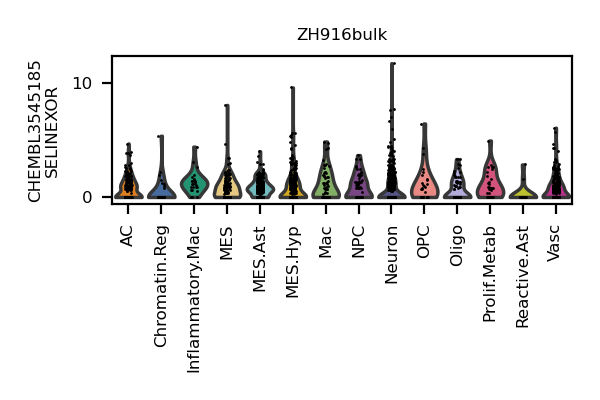 ZH916bulk
CHEMBL3545185
SELINEXOR
10
0
AC
Chromatin.Reg
Inflammatory.Mac
MES
MES.Ast
MES.Hyp
Mac
NPC
Neuron
OPC
Oligo
Prolif.Metab
Reactive.Ast
Vasc